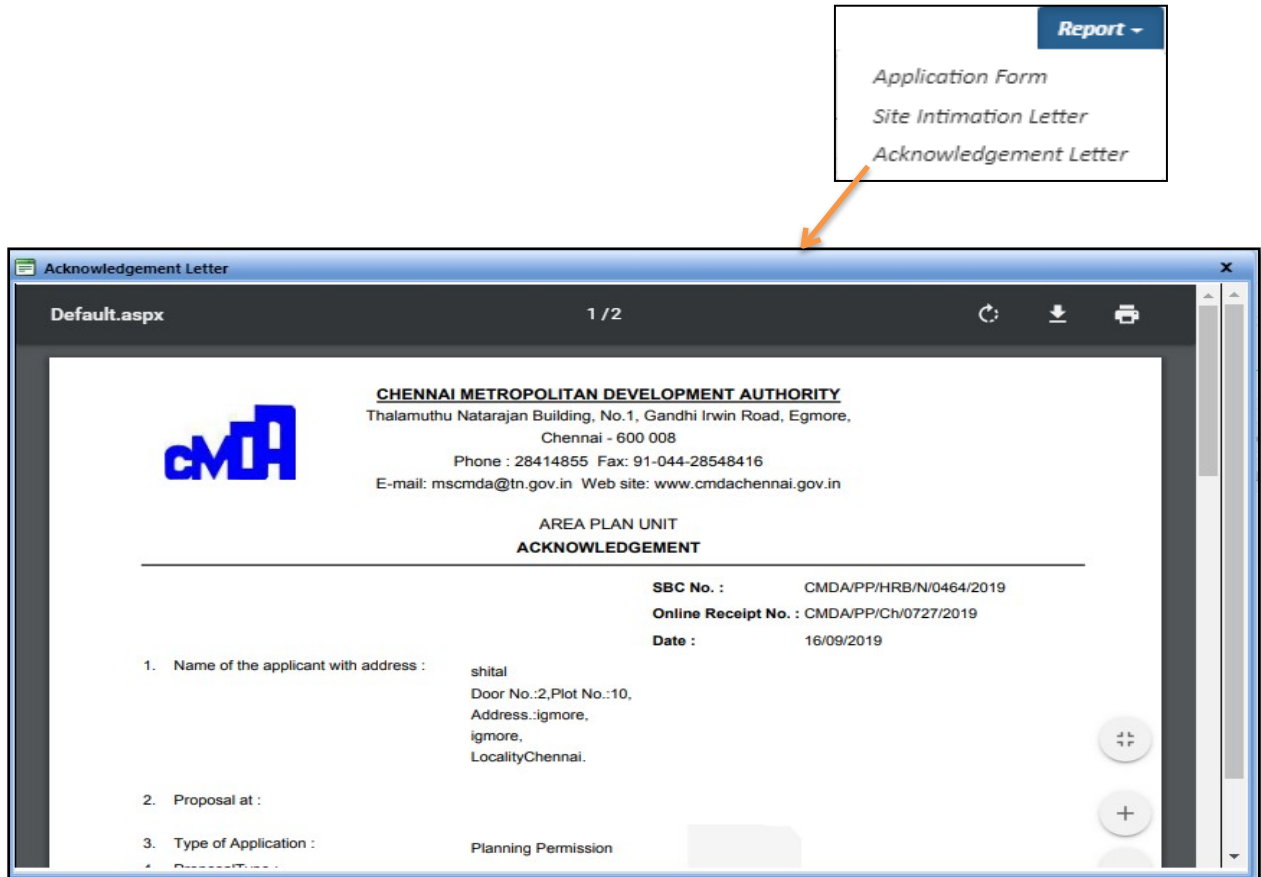 Report
Application Form
Site Intimation Letter
Acknowledgement Letter
Acknowledgement Letter x
Default.aspx 1 / 2
CMDA
CHENNAI METROPOLITAN DEVELOPMENT AUTHORITY
Thalamuthu Natarajan Building, No.1, Gandhi Irwin Road, Egmore,
Chennai - 600 008
Phone : 28414855 Fax: 91-044-28548416
E-mail: mscmda@tn.gov.in Web site: www.cmdachennai.gov.in
AREA PLAN UNIT
ACKNOWLEDGEMENT
SBC No. : CMDA/PP/HRB/N/0464/2019
Online Receipt No. : CMDA/PP/Ch/0727/2019
Date : 16/09/2019
1. Name of the applicant with address : shital
Door No.:2,Plot No.:10,
Address.:igmore,
igmore,
LocalityChennai.
2. Proposal at :
3. Type of Application : Planning Permission